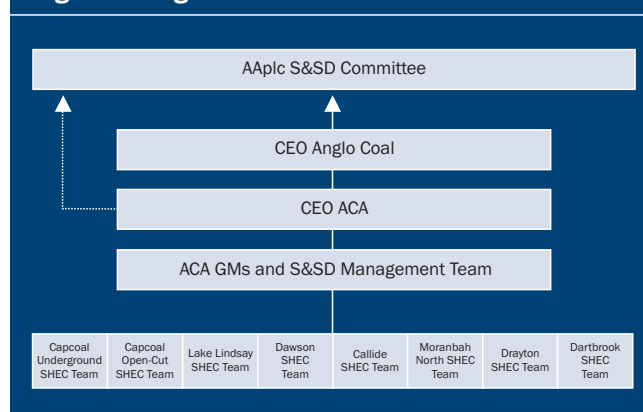 AAplc S&SD Committee
CEO Anglo Coal
CEO ACA
ACA GMs and S&SD Management Team
Capcoal
Underground
SHEC Team
Capcoal
Open-Cut
SHEC Team
Lake Lindsay
SHEC Team
Dawson
SHEC
Team
Callide
SHEC Team
Moranbah
North SHEC
Team
Drayton
SHEC Team
Dartbrook
SHEC
Team